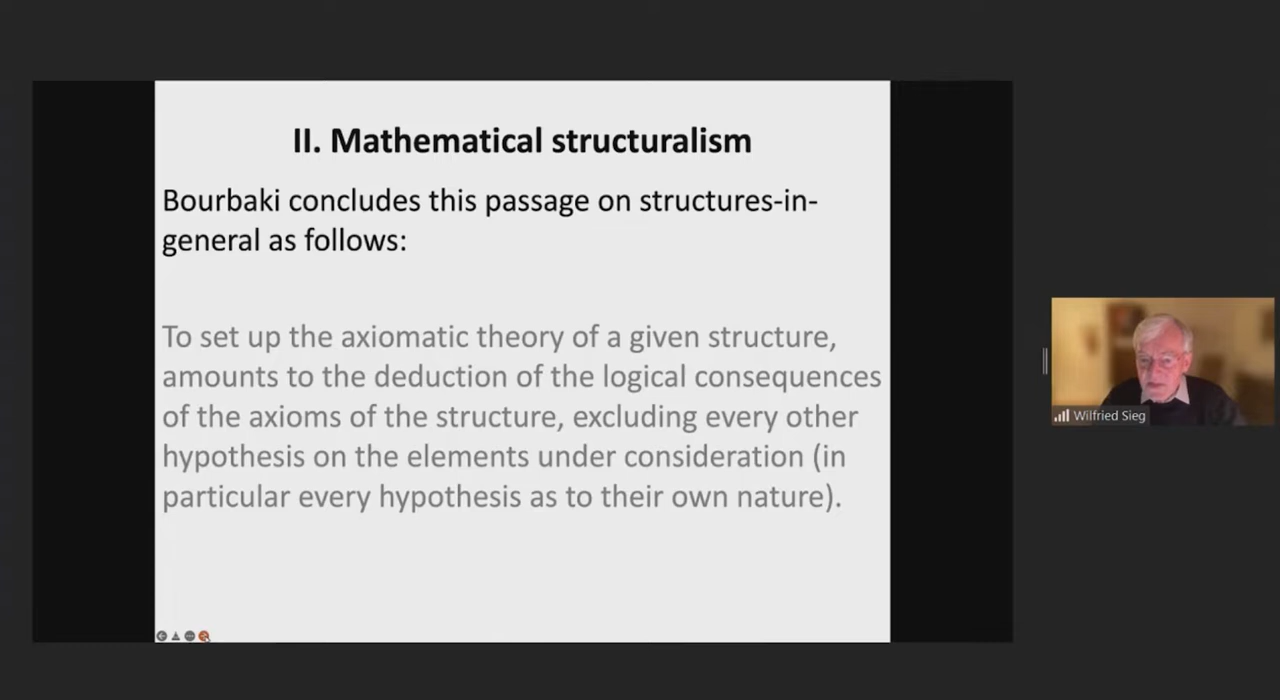 II. Mathematical structuralism
Bourbaki concludes this passage on structures-in-
general as follows:
To set up the axiomatic theory of a given structure,
amounts to the deduction of the logical consequences
of the axioms of the structure, excluding every other
hypothesis on the elements under consideration (in
particular every hypothesis as to their own nature).
Wilfried Sieg